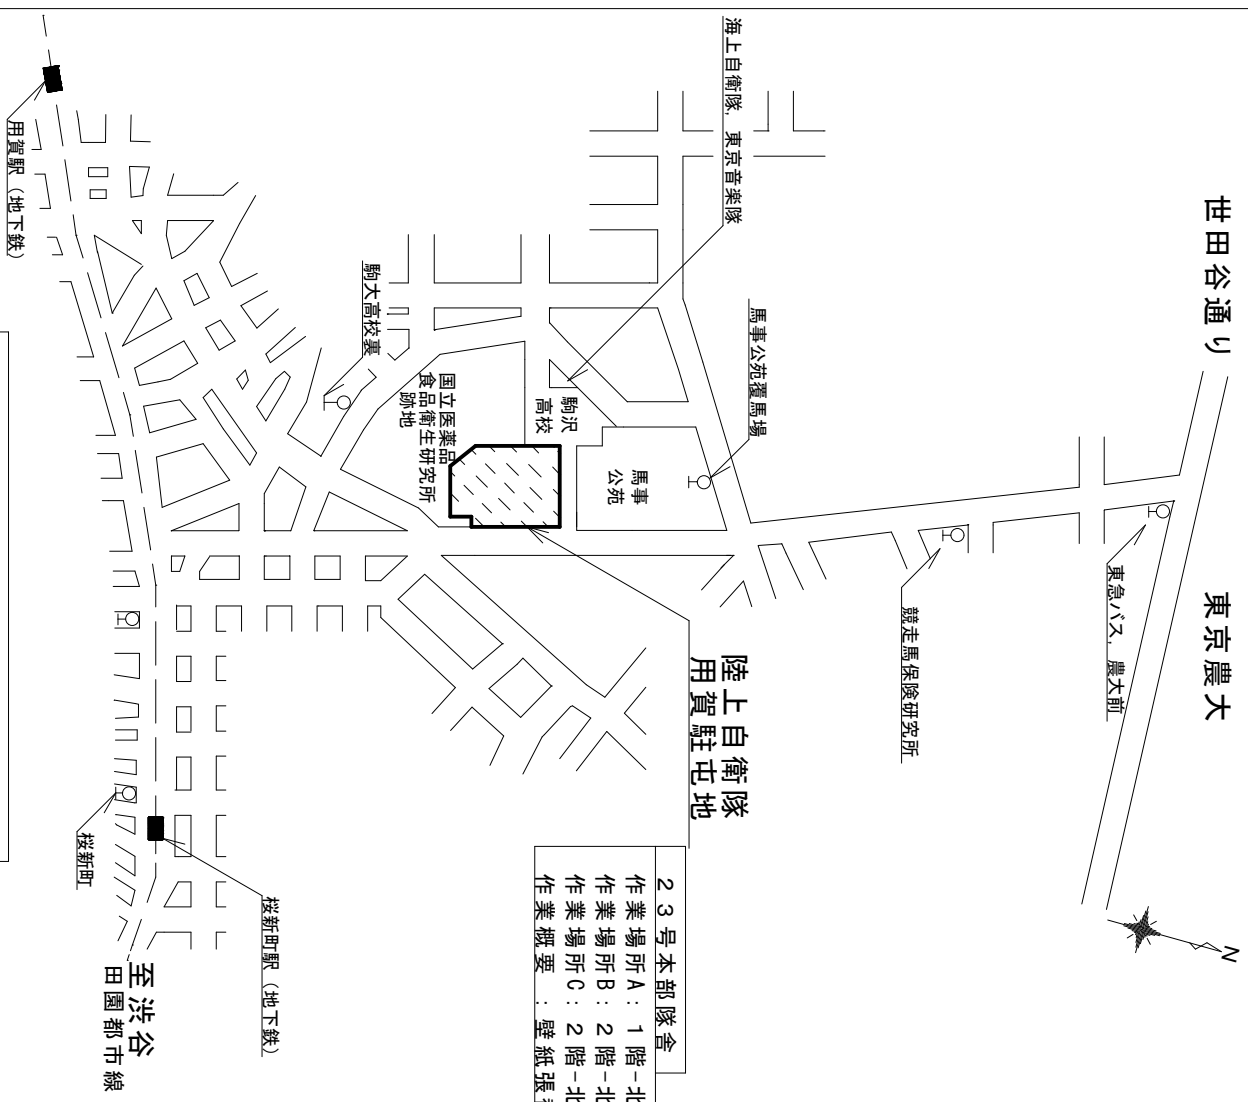 世田谷通り
東京農大
海上自衛隊，東京音楽隊
馬事公苑覆馬場
東急バス，農大前
競走馬保険研究所
用賀駅（地下鉄）
駒大高校裏
国立医薬品
食品衛生研究所
跡地
駒沢
高校
馬事
公苑
陸上自衛隊
用賀駐屯地
桜新町
桜新町駅（地下鉄）
至渋谷
田園都市線
N
23号本部隊舎
作業場所A：1階-北
作業場所B：2階-北
作業場所C：2階-北
作業概要：壁紙張